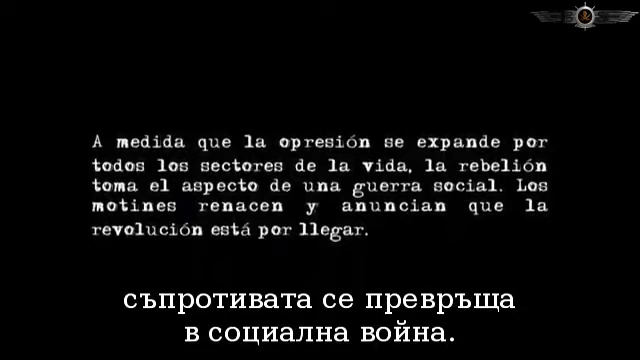 A medida que la opresión se expande por
todos los sectores de la vida, la rebelión
toma el aspecto de una guerra social. Los
motines renacen y anuncian que la
revolución está por llegar.
съпротивата се превръща
в социална война.